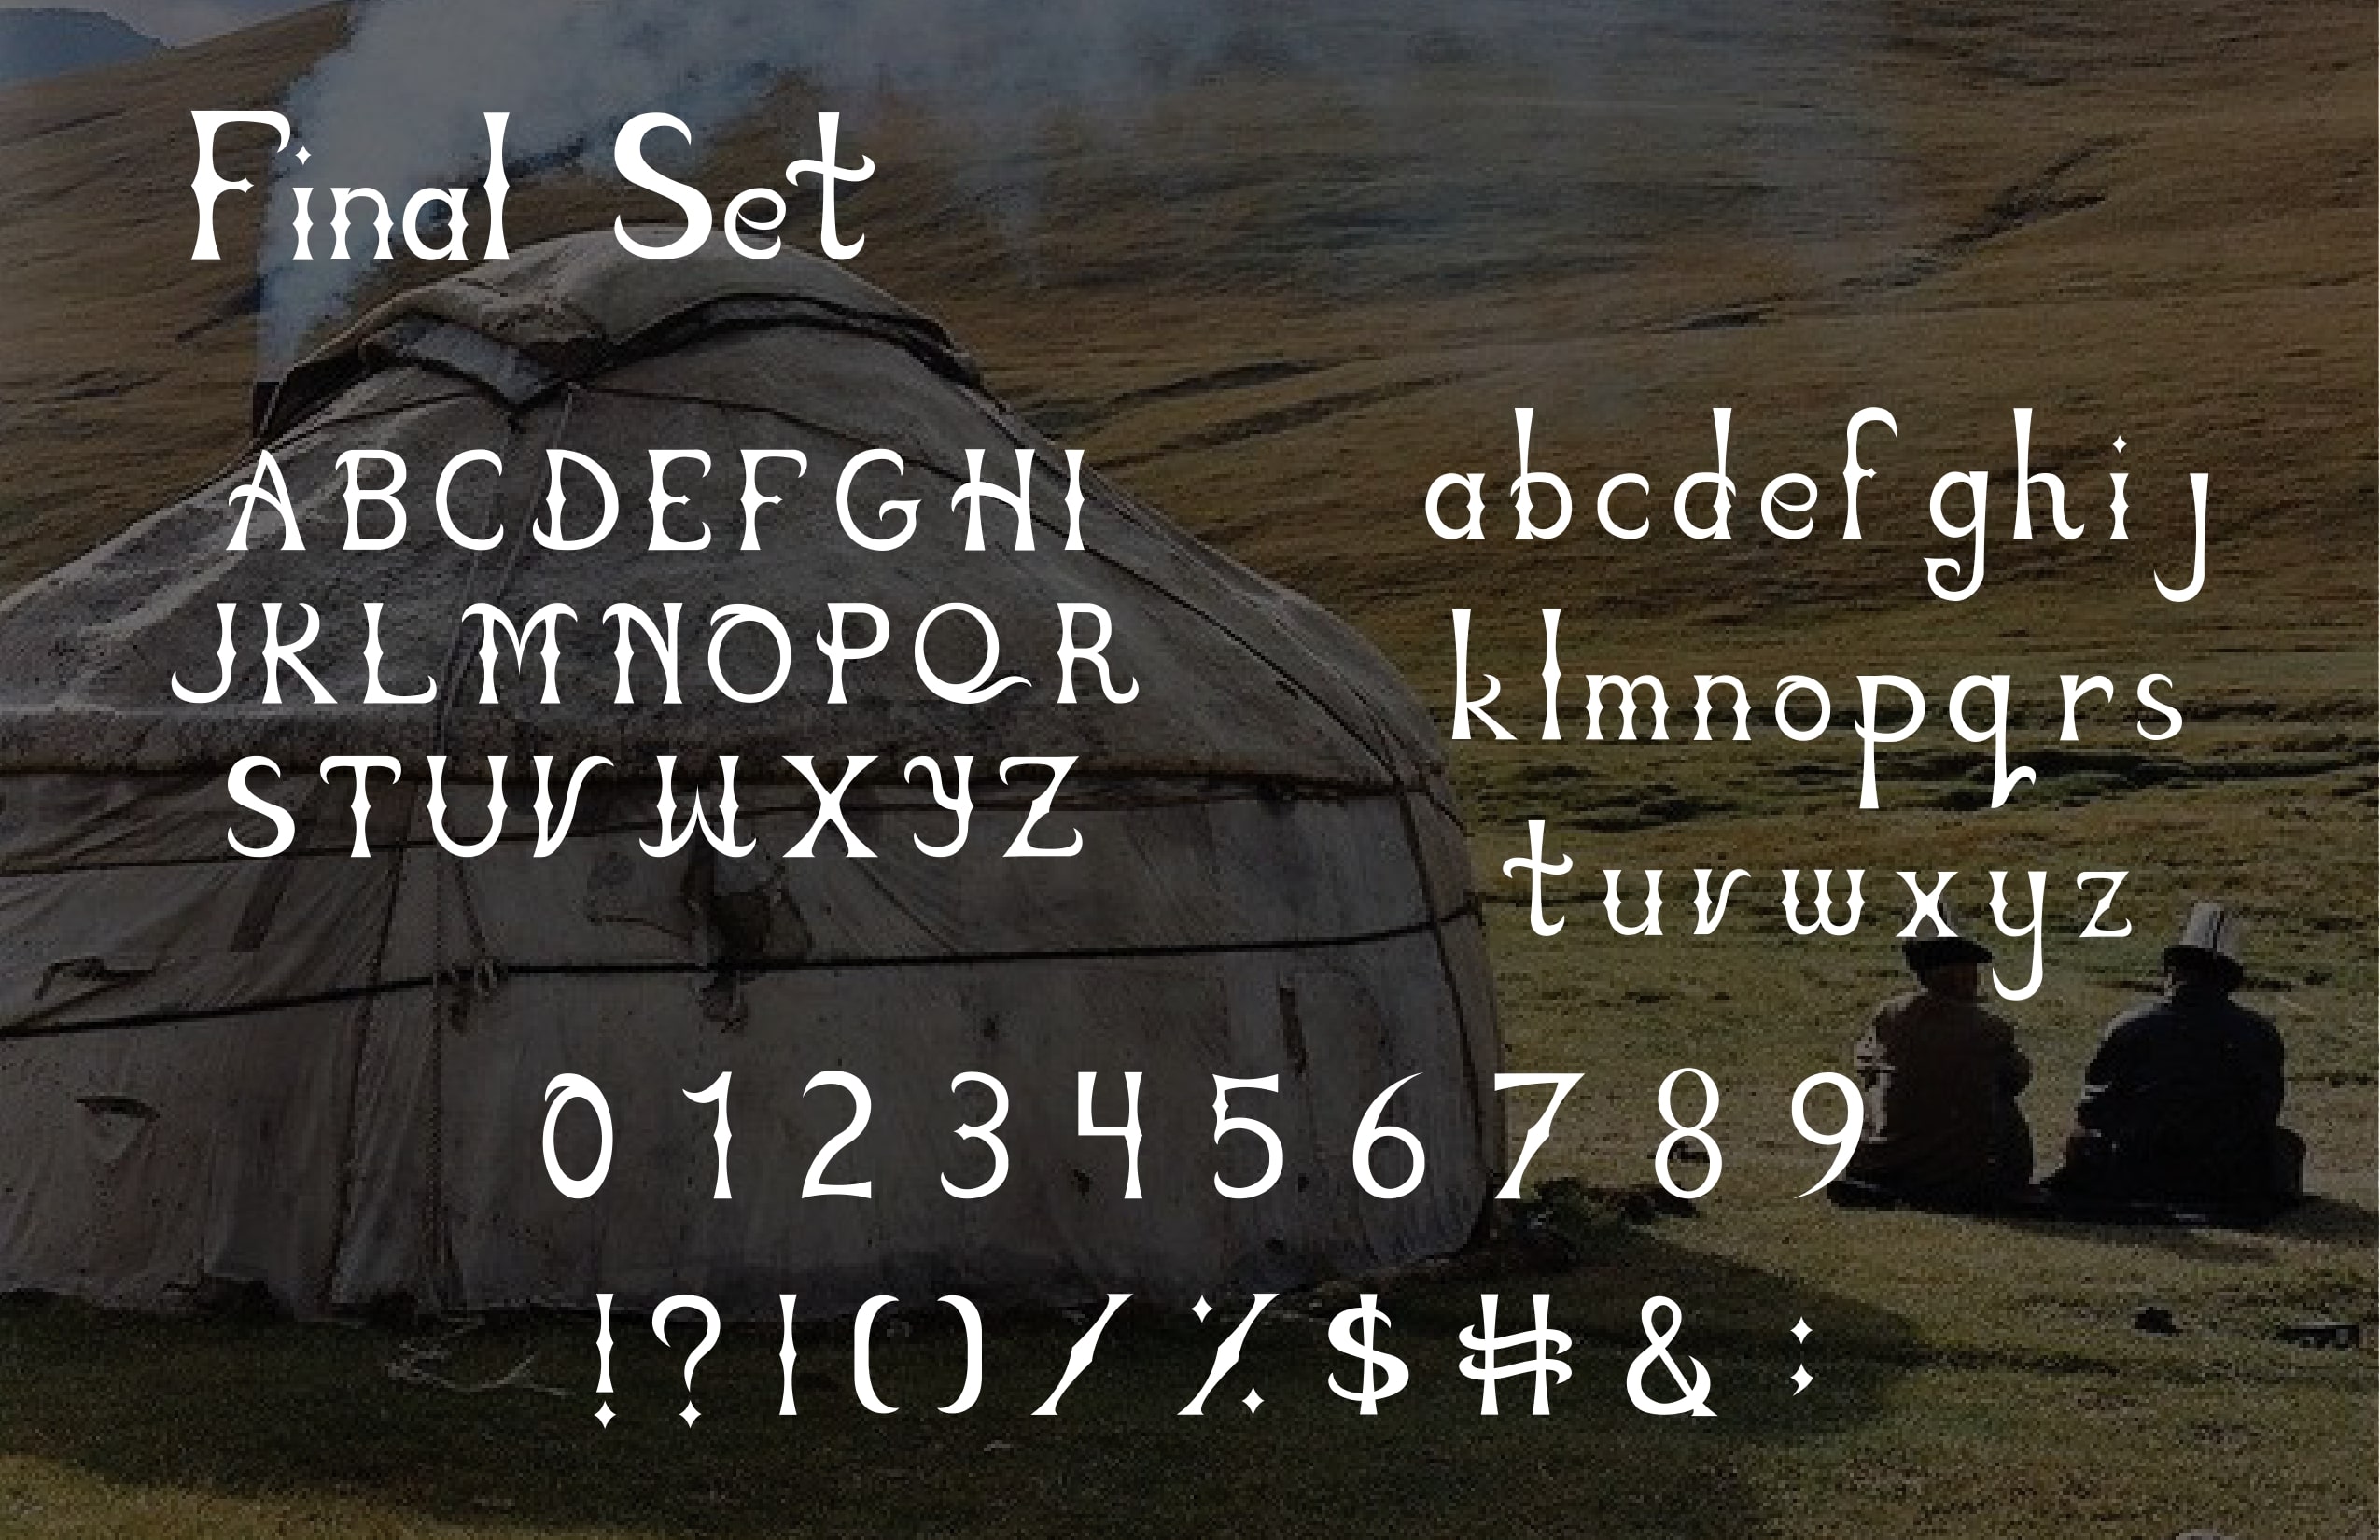 Final Set
ABCDEFGHI
JKLMNOPQR
STUVWXYZ
abcdefghij
klmnopqrs
tuvwxyz
0 1 2 3 4 5 6 7 8 9
! ? | ( ) / % $ # & ;